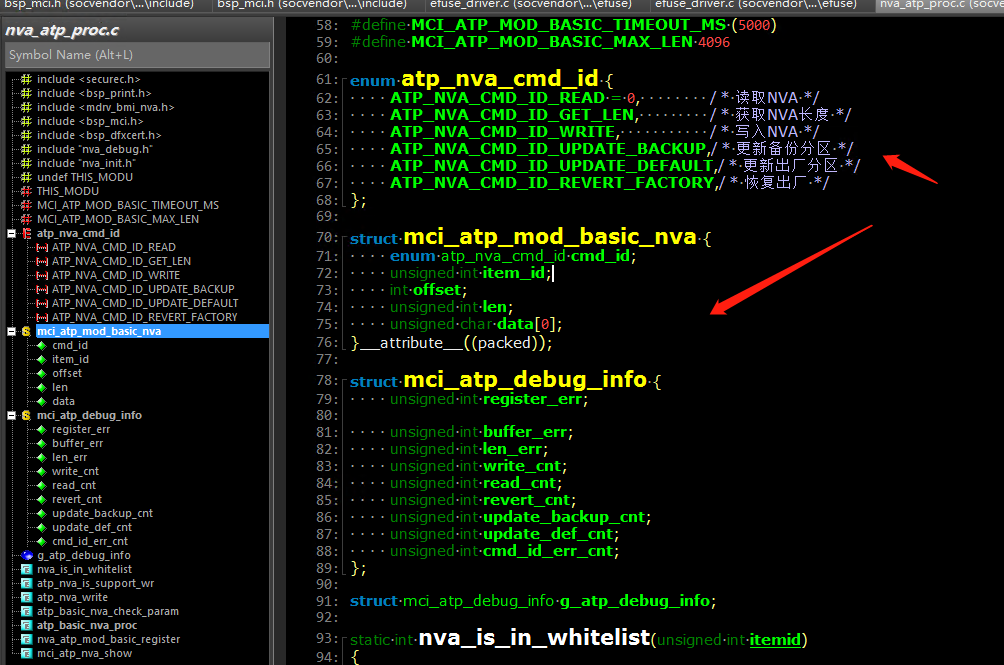 bsp_mci.h (socvendor\...\include)
bsp_mci.h (socvendor\...\include)
efuse_driver.c (socvendor\...\efuse)
efuse_driver.c (socvendor\...\efuse)
nva_atp_proc.c (socve
nva_atp_proc.c
Symbol Name (Alt+L)
include <securec.h>
include <bsp_print.h>
include <mdrv_bmi_nva.h>
include <bsp_mci.h>
include <bsp_dfxcert.h>
include "nva_debug.h"
include "nva_init.h"
undef THIS_MODU
THIS_MODU
MCI_ATP_MOD_BASIC_TIMEOUT_MS
MCI_ATP_MOD_BASIC_MAX_LEN
atp_nva_cmd_id
ATP_NVA_CMD_ID_READ
ATP_NVA_CMD_ID_GET_LEN
ATP_NVA_CMD_ID_WRITE
ATP_NVA_CMD_ID_UPDATE_BACKUP
ATP_NVA_CMD_ID_UPDATE_DEFAULT
ATP_NVA_CMD_ID_REVERT_FACTORY
mci_atp_mod_basic_nva
cmd_id
item_id
offset
len
data
mci_atp_debug_info
register_err
buffer_err
len_err
write_cnt
read_cnt
revert_cnt
update_backup_cnt
update_def_cnt
cmd_id_err_cnt
g_atp_debug_info
nva_is_in_whitelist
atp_nva_is_support_wr
atp_nva_write
atp_basic_nva_check_param
atp_basic_nva_proc
nva_atp_mod_basic_register
mci_atp_nva_show
58: #define MCI_ATP_MOD_BASIC_TIMEOUT_MS (5000)
59: #define MCI_ATP_MOD_BASIC_MAX_LEN 4096
60:
61: enum atp_nva_cmd_id {
62: ATP_NVA_CMD_ID_READ = 0, /* 读取NVA */
63: ATP_NVA_CMD_ID_GET_LEN, /* 获取NVA长度 */
64: ATP_NVA_CMD_ID_WRITE, /* 写入NVA */
65: ATP_NVA_CMD_ID_UPDATE_BACKUP,/* 更新备份分区 */
66: ATP_NVA_CMD_ID_UPDATE_DEFAULT,/* 更新出厂分区 */
67: ATP_NVA_CMD_ID_REVERT_FACTORY,/* 恢复出厂 */
68: };
69:
70: struct mci_atp_mod_basic_nva {
71: enum atp_nva_cmd_id cmd_id;
72: unsigned int item_id;
73: int offset;
74: unsigned int len;
75: unsigned char data[0];
76: }__attribute__((packed));
77:
78: struct mci_atp_debug_info {
79: unsigned int register_err;
80:
81: unsigned int buffer_err;
82: unsigned int len_err;
83: unsigned int write_cnt;
84: unsigned int read_cnt;
85: unsigned int revert_cnt;
86: unsigned int update_backup_cnt;
87: unsigned int update_def_cnt;
88: unsigned int cmd_id_err_cnt;
89: };
90:
91: struct mci_atp_debug_info g_atp_debug_info;
92:
93: static int nva_is_in_whitelist(unsigned int itemid)
94: {